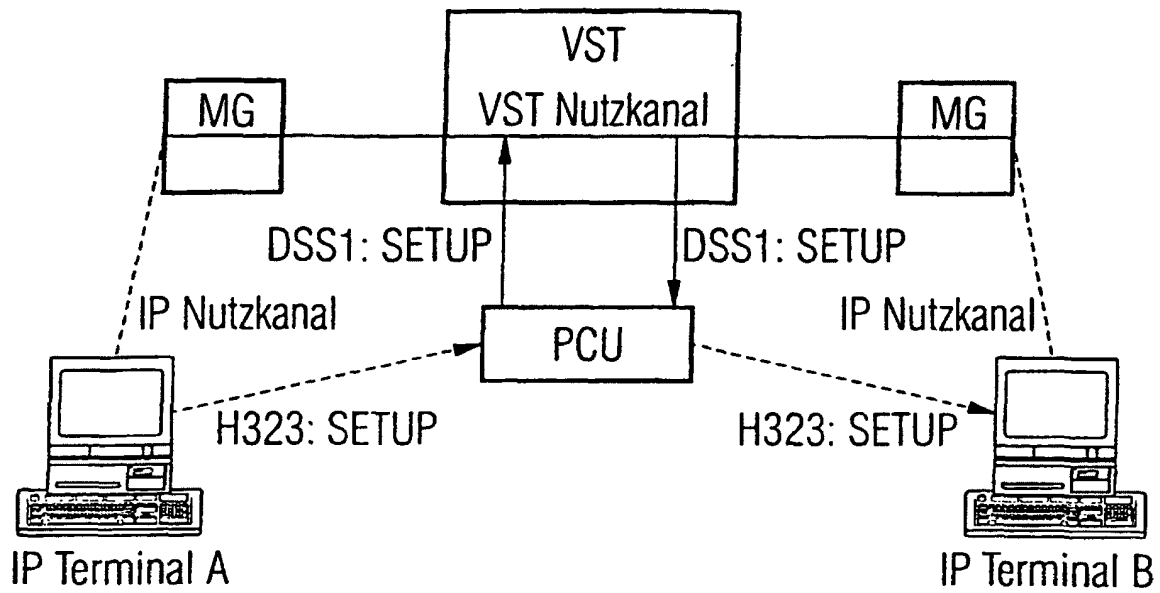 VST
MG
VST Nutzkanal
MG
DSS1: SETUP
DSS1: SETUP
IP Nutzkanal
IP Nutzkanal
PCU
H323: SETUP
H323: SETUP
IP Terminal A
IP Terminal B